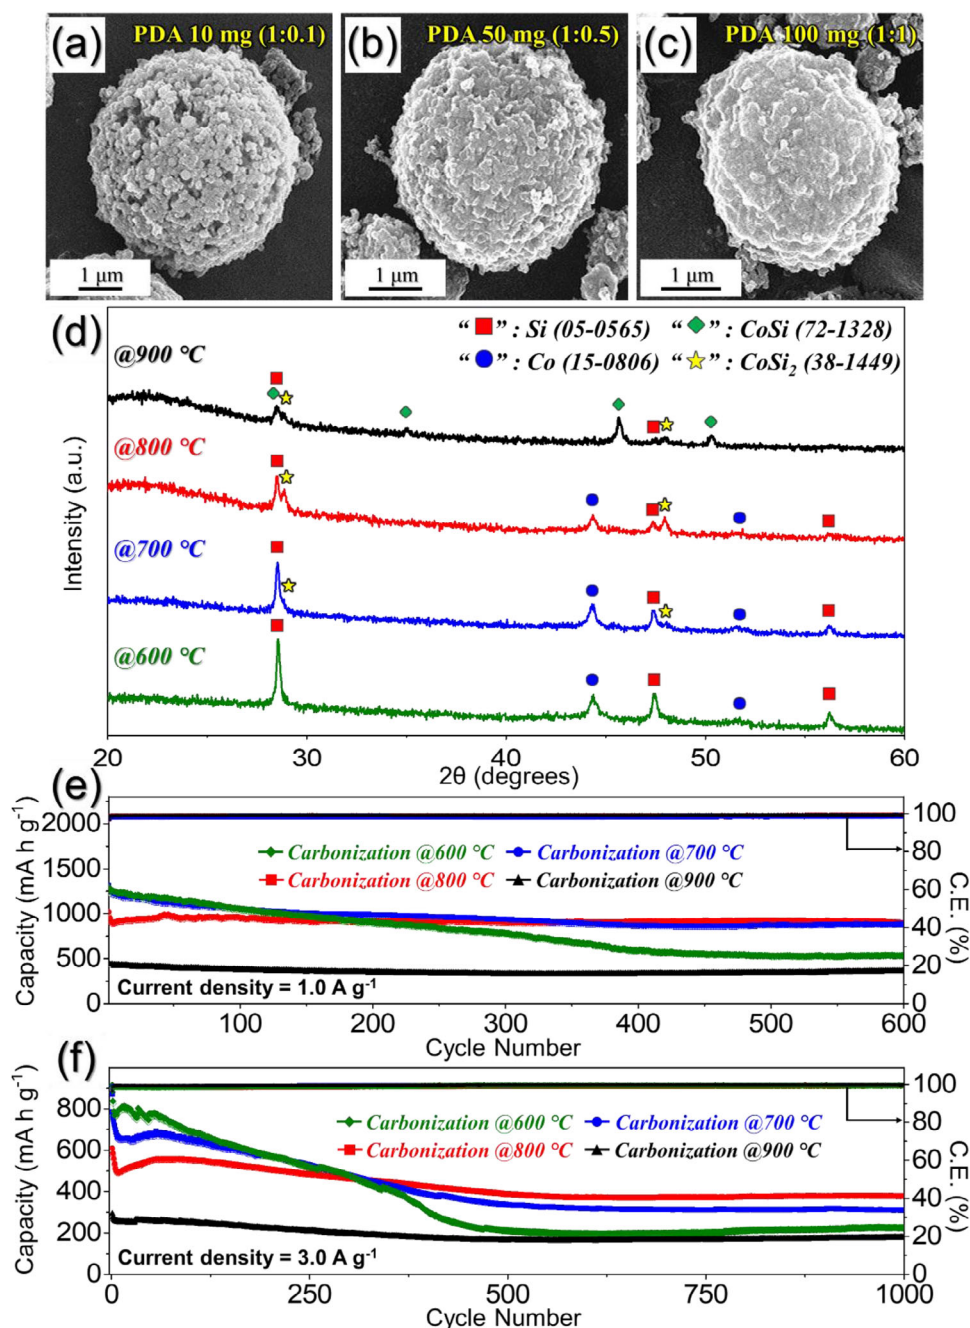 (a) PDA 10 mg (1:0.1)
1 μm
(b) PDA 50 mg (1:0.5)
1 μm
(c) PDA 100 mg (1:1)
1 μm
(d)
“■” : Si (05-0565) “◆” : CoSi (72-1328)
“●” : Co (15-0806) “★” : CoSi₂ (38-1449)
@900 °C
@800 °C
@700 °C
@600 °C
Intensity (a.u.)
20 30 40 50 60
2θ (degrees)
(e)
Capacity (mA h g⁻¹)
2000
1500
1000
500
0
Carbonization @600 °C Carbonization @700 °C
Carbonization @800 °C Carbonization @900 °C
Current density = 1.0 A g⁻¹
100
80
60
40
20
0
C.E. (%)
100 200 300 400 500 600
Cycle Number
(f)
Capacity (mA h g⁻¹)
800
600
400
200
0
Carbonization @600 °C Carbonization @700 °C
Carbonization @800 °C Carbonization @900 °C
Current density = 3.0 A g⁻¹
100
80
60
40
20
0
C.E. (%)
0 250 500 750 1000
Cycle Number